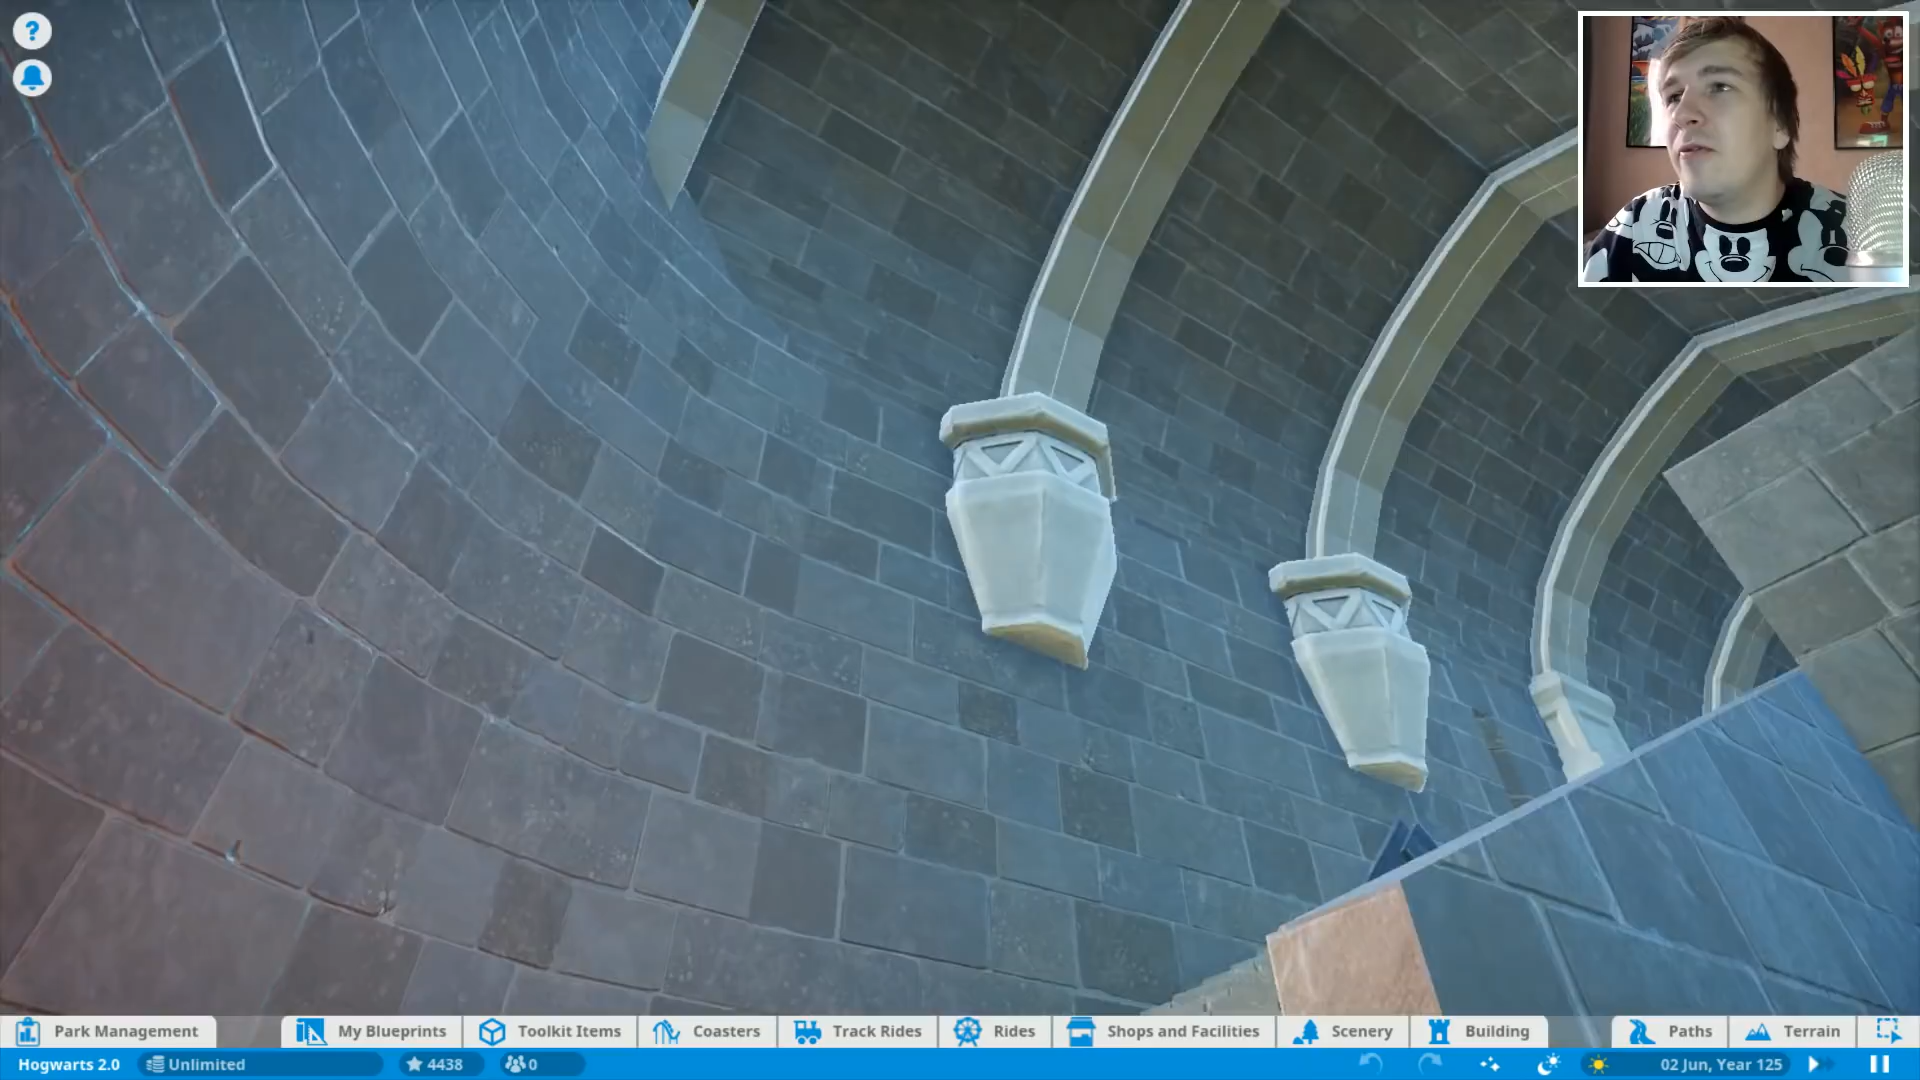 ?
Park Management
My Blueprints
Toolkit Items
Coasters
Track Rides
Rides
Shops and Facilities
Scenery
Building
Paths
Terrain
Hogwarts 2.0
Unlimited
4438
0
02 Jun, Year 125